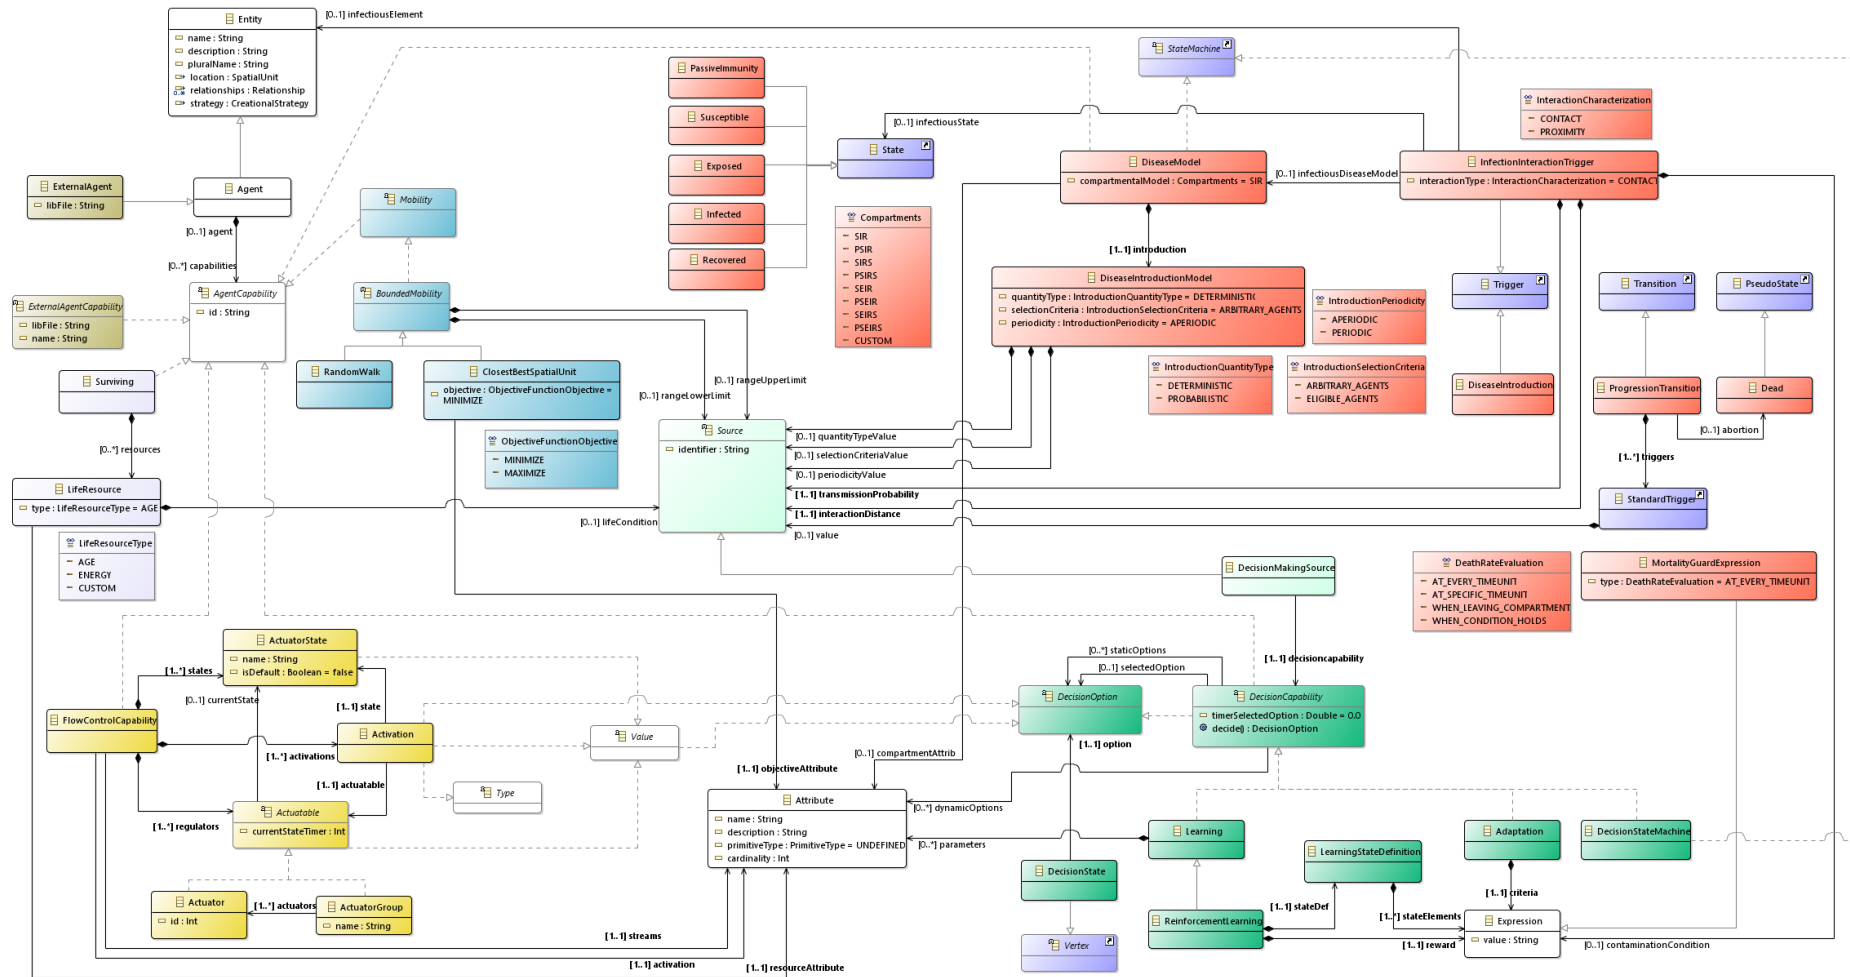 Entity
name : String
description : String
pluralName : String
location : SpatialUnit
relationships : Relationship
strategy : CreationalStrategy
[0..1] infectiousElement
StateMachine
PassiveImmunity
Susceptible
Exposed
Infected
Recovered
[0..1] infectiousState
State
InteractionCharacterization
CONTACT
PROXIMITY
DiseaseModel
compartmentalModel : Compartments = SIR
[0..1] infectiousDiseaseModel
InfectionInteractionTrigger
interactionType : InteractionCharacterization = CONTACT
ExternalAgent
libFile : String
Agent
[0..1] agent
[0..*] capabilities
Mobility
Compartments
SIR
PSIR
SIRS
PSIRS
SEIR
PSEIR
SEIRS
PSEIRS
CUSTOM
[1..1] introduction
DiseaseIntroductionModel
quantityType : IntroductionQuantityType = DETERMINISTIC
selectionCriteria : IntroductionSelectionCriteria = ARBITRARY_AGENTS
periodicity : IntroductionPeriodicity = APERIODIC
IntroductionPeriodicity
APERIODIC
PERIODIC
Trigger
Transition
PseudoState
ExternalAgentCapability
libFile : String
name : String
AgentCapability
id : String
BoundedMobility
RandomWalk
ClosestBestSpatialUnit
objective : ObjectiveFunctionObjective =
MINIMIZE
[0..1] rangeUpperLimit
[0..1] rangeLowerLimit
IntroductionQuantityType
DETERMINISTIC
PROBABILISTIC
IntroductionSelectionCriteria
ARBITRARY_AGENTS
ELIGIBLE_AGENTS
DiseaseIntroduction
ProgressionTransition
Dead
[0..1] abortion
[1..*] triggers
StandardTrigger
Surviving
[0..*] resources
LifeResource
type : LifeResourceType = AGE
LifeResourceType
AGE
ENERGY
CUSTOM
ObjectiveFunctionObjective
MINIMIZE
MAXIMIZE
Source
identifier : String
[0..1] lifeCondition
[0..1] quantityTypeValue
[0..1] selectionCriteriaValue
[0..1] periodicityValue
[1..1] transmissionProbability
[1..1] interactionDistance
[0..1] value
DecisionMakingSource
[1..1] decisioncapability
DeathRateEvaluation
AT_EVERY_TIMEUNIT
AT_SPECIFIC_TIMEUNIT
WHEN_LEAVING_COMPARTMENT
WHEN_CONDITION_HOLDS
MortalityGuardExpression
type : DeathRateEvaluation = AT_EVERY_TIMEUNIT
ActuatorState
name : String
isDefault : Boolean = false
[1..*] states
[0..1] currentState
[1..1] state
FlowControlCapability
Activation
[1..*] activations
[1..1] actuatable
Value
Type
[0..*] staticOptions
[0..1] selectedOption
DecisionOption
[1..1] option
DecisionCapability
timerSelectedOption : Double = 0.0
decide() : DecisionOption
[0..1] compartmentAttrib
[1..1] objectiveAttribute
Attribute
name : String
description : String
primitiveType : PrimitiveType = UNDEFINED
cardinality : Int
[0..*] dynamicOptions
[0..*] parameters
Actuatable
currentStateTimer : Int
[1..*] regulators
Actuator
id : Int
[1..*] actuators
ActuatorGroup
name : String
[1..1] streams
[1..1] activation
[1..1] resourceAttribute
DecisionState
Vertex
Learning
ReinforcementLearning
[1..1] stateDef
LearningStateDefinition
[1..*] stateElements
[1..1] reward
Adaptation
[1..1] criteria
Expression
value : String
DecisionStateMachine
[0..1] contaminationCondition